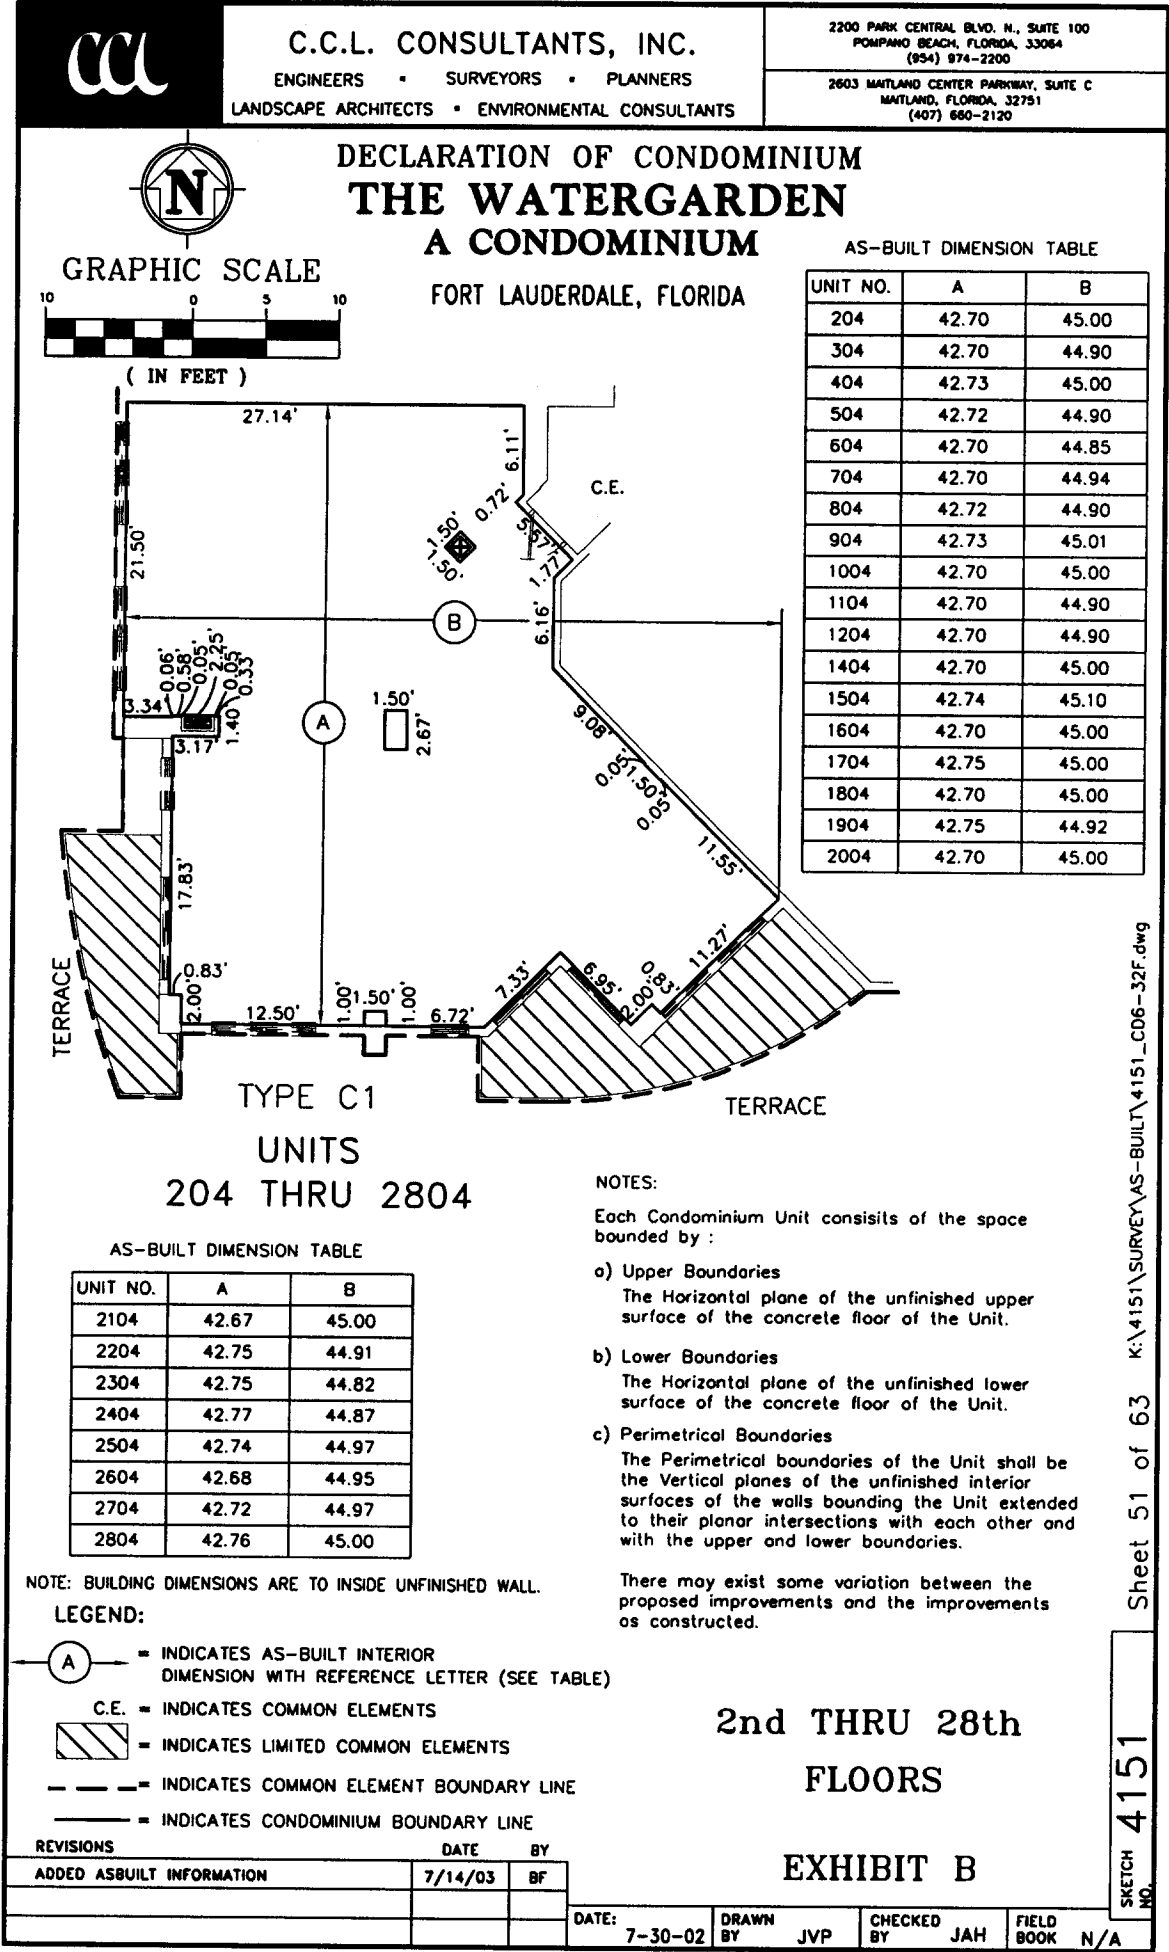 CCL
C.C.L. CONSULTANTS, INC.
ENGINEERS • SURVEYORS • PLANNERS
LANDSCAPE ARCHITECTS • ENVIRONMENTAL CONSULTANTS
2200 PARK CENTRAL BLVD. N., SUITE 100
POMPANO BEACH, FLORIDA, 33064
(954) 974-2200
2603 MAITLAND CENTER PARKWAY, SUITE C
MAITLAND, FLORIDA, 32751
(407) 660-2120
N
DECLARATION OF CONDOMINIUM
THE WATERGARDEN
A CONDOMINIUM
FORT LAUDERDALE, FLORIDA
GRAPHIC SCALE
10 0 5 10
( IN FEET )
AS-BUILT DIMENSION TABLE
UNIT NO. A B
204 42.70 45.00
304 42.70 44.90
404 42.73 45.00
504 42.72 44.90
604 42.70 44.85
704 42.70 44.94
804 42.72 44.90
904 42.73 45.01
1004 42.70 45.00
1104 42.70 44.90
1204 42.70 44.90
1404 42.70 45.00
1504 42.74 45.10
1604 42.70 45.00
1704 42.75 45.00
1804 42.70 45.00
1904 42.75 44.92
2004 42.70 45.00
27.14'
6.11'
C.E.
0.72'
5.57'
1.77'
1.50'
1.50'
21.50'
B
6.16'
0.06'
0.58'
0.05'
2.25'
0.05'
0.33'
3.34'
1.40'
3.17'
A
1.50'
2.67'
9.08'
0.05'
1.50'
0.05'
11.55'
17.83'
0.83'
2.00'
12.50'
1.00'
1.50'
1.00'
6.72'
7.33'
6.95'
2.00'
0.83'
11.27'
TERRACE
TERRACE
TYPE C1
UNITS
204 THRU 2804
AS-BUILT DIMENSION TABLE
UNIT NO. A B
2104 42.67 45.00
2204 42.75 44.91
2304 42.75 44.82
2404 42.77 44.87
2504 42.74 44.97
2604 42.68 44.95
2704 42.72 44.97
2804 42.76 45.00
NOTE: BUILDING DIMENSIONS ARE TO INSIDE UNFINISHED WALL.
NOTES:
Each Condominium Unit consisits of the space
bounded by :
a) Upper Boundaries
The Horizontal plane of the unfinished upper
surface of the concrete floor of the Unit.
b) Lower Boundaries
The Horizontal plane of the unfinished lower
surface of the concrete floor of the Unit.
c) Perimetrical Boundaries
The Perimetrical boundaries of the Unit shall be
the Vertical planes of the unfinished interior
surfaces of the walls bounding the Unit extended
to their planar intersections with each other and
with the upper and lower boundaries.
There may exist some variation between the
proposed improvements and the improvements
as constructed.
LEGEND:
A = INDICATES AS-BUILT INTERIOR
DIMENSION WITH REFERENCE LETTER (SEE TABLE)
C.E. = INDICATES COMMON ELEMENTS
= INDICATES LIMITED COMMON ELEMENTS
= INDICATES COMMON ELEMENT BOUNDARY LINE
= INDICATES CONDOMINIUM BOUNDARY LINE
2nd THRU 28th
FLOORS
EXHIBIT B
K:\4151\SURVEY\AS-BUILT\4151_C06-32F.dwg
Sheet 51 of 63
SKETCH NO. 4151
REVISIONS DATE BY
ADDED ASBUILT INFORMATION 7/14/03 BF
DATE: 7-30-02
DRAWN BY JVP
CHECKED BY JAH
FIELD BOOK N/A